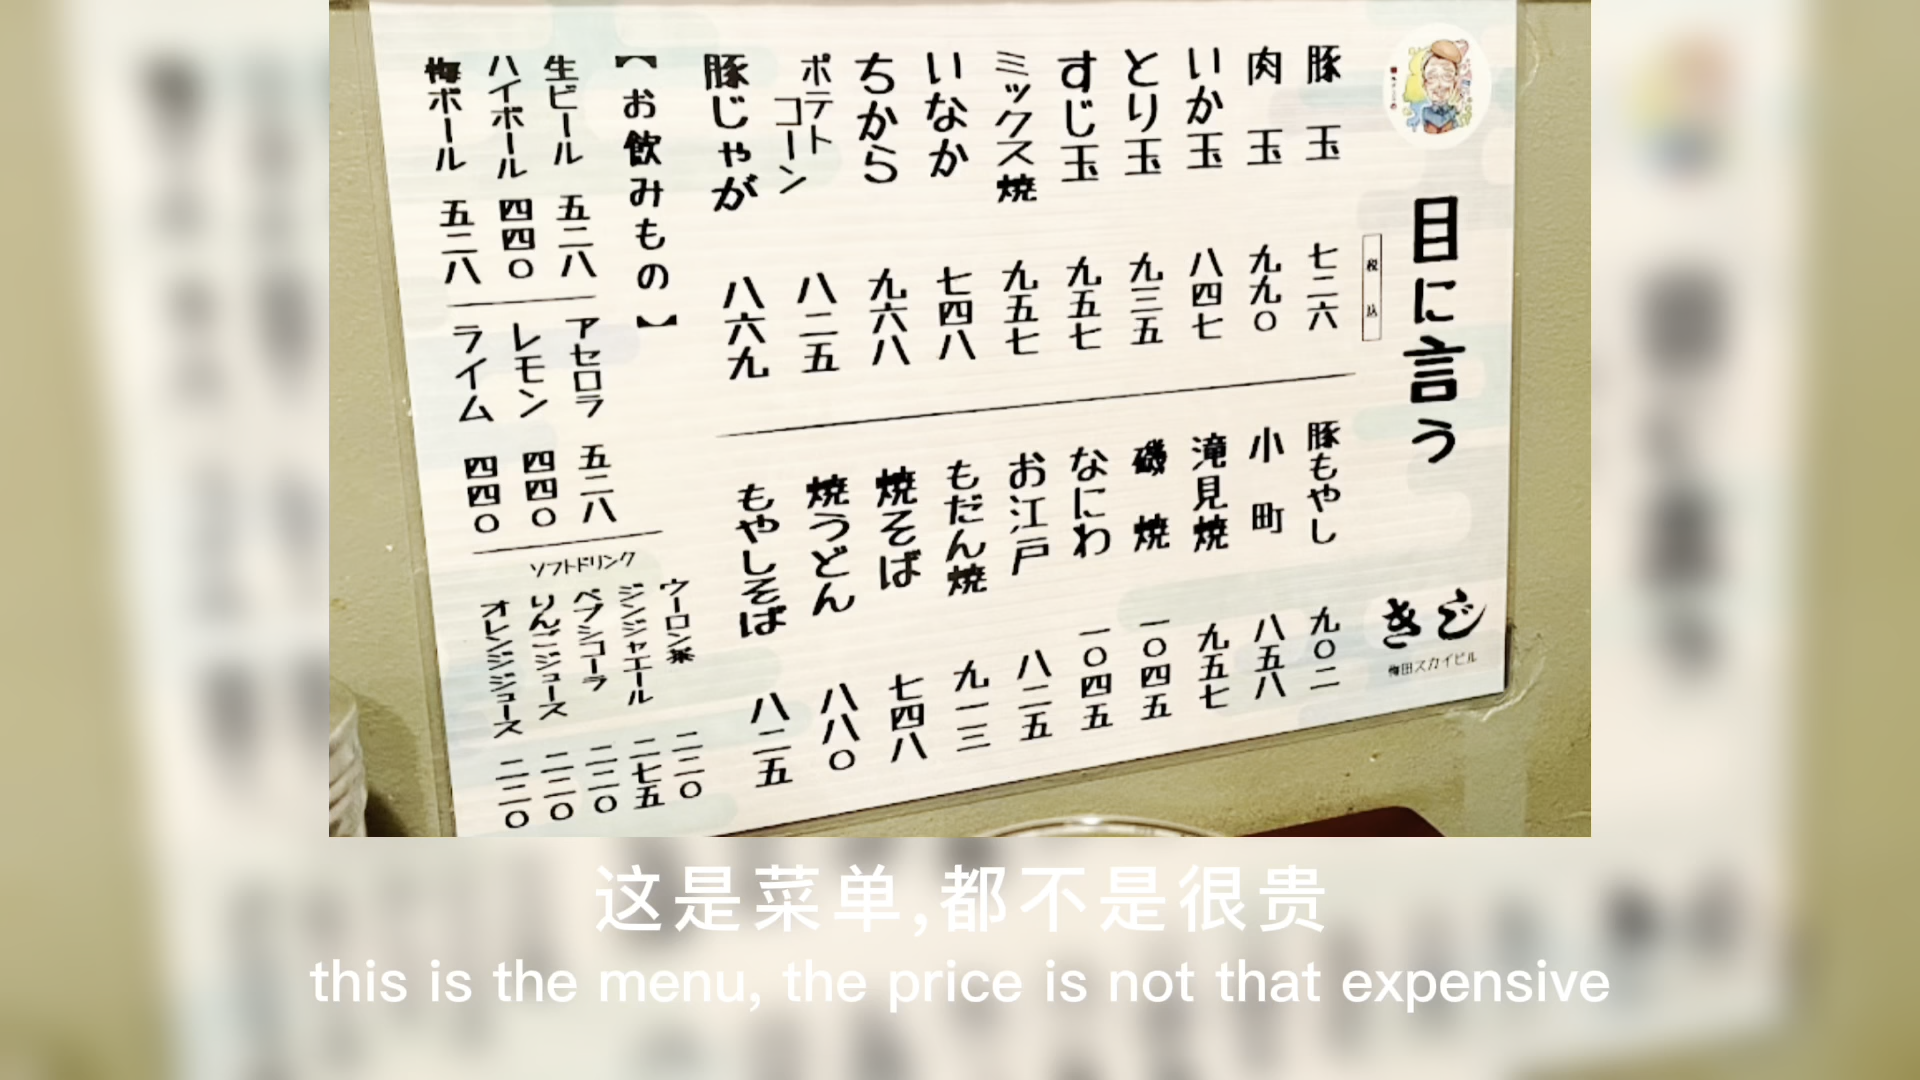 目に言う
きじ
梅田スカイビル
税込
豚玉 七二六
肉玉 九九〇
いか玉 八四七
とり玉 九三五
すじ玉 九五七
ミックス焼 九五七
いなか 七四八
ちから 九六八
ポテトコーン 八二五
豚じゃが 八六九
豚もやし 九〇二
小町 八五八
滝見焼 九五七
磯焼 一〇四五
なにわ 一〇四五
お江戸 八二五
もだん焼 九一三
焼そば 七四八
焼うどん 八八〇
もやしそば 八二五
【お飲みもの】
生ビール 五二八
ハイボール 四四〇
梅ボール 五二八
アセロラ 五二八
レモン 四四〇
ライム 四四〇
ソフトドリンク
ウーロン茶 二二〇
ジンジャエール 二七五
ペプシコーラ 二二〇
りんごジュース 二二〇
オレンジジュース 二二〇
这是菜单,都不是很贵
this is the menu, the price is not that expensive